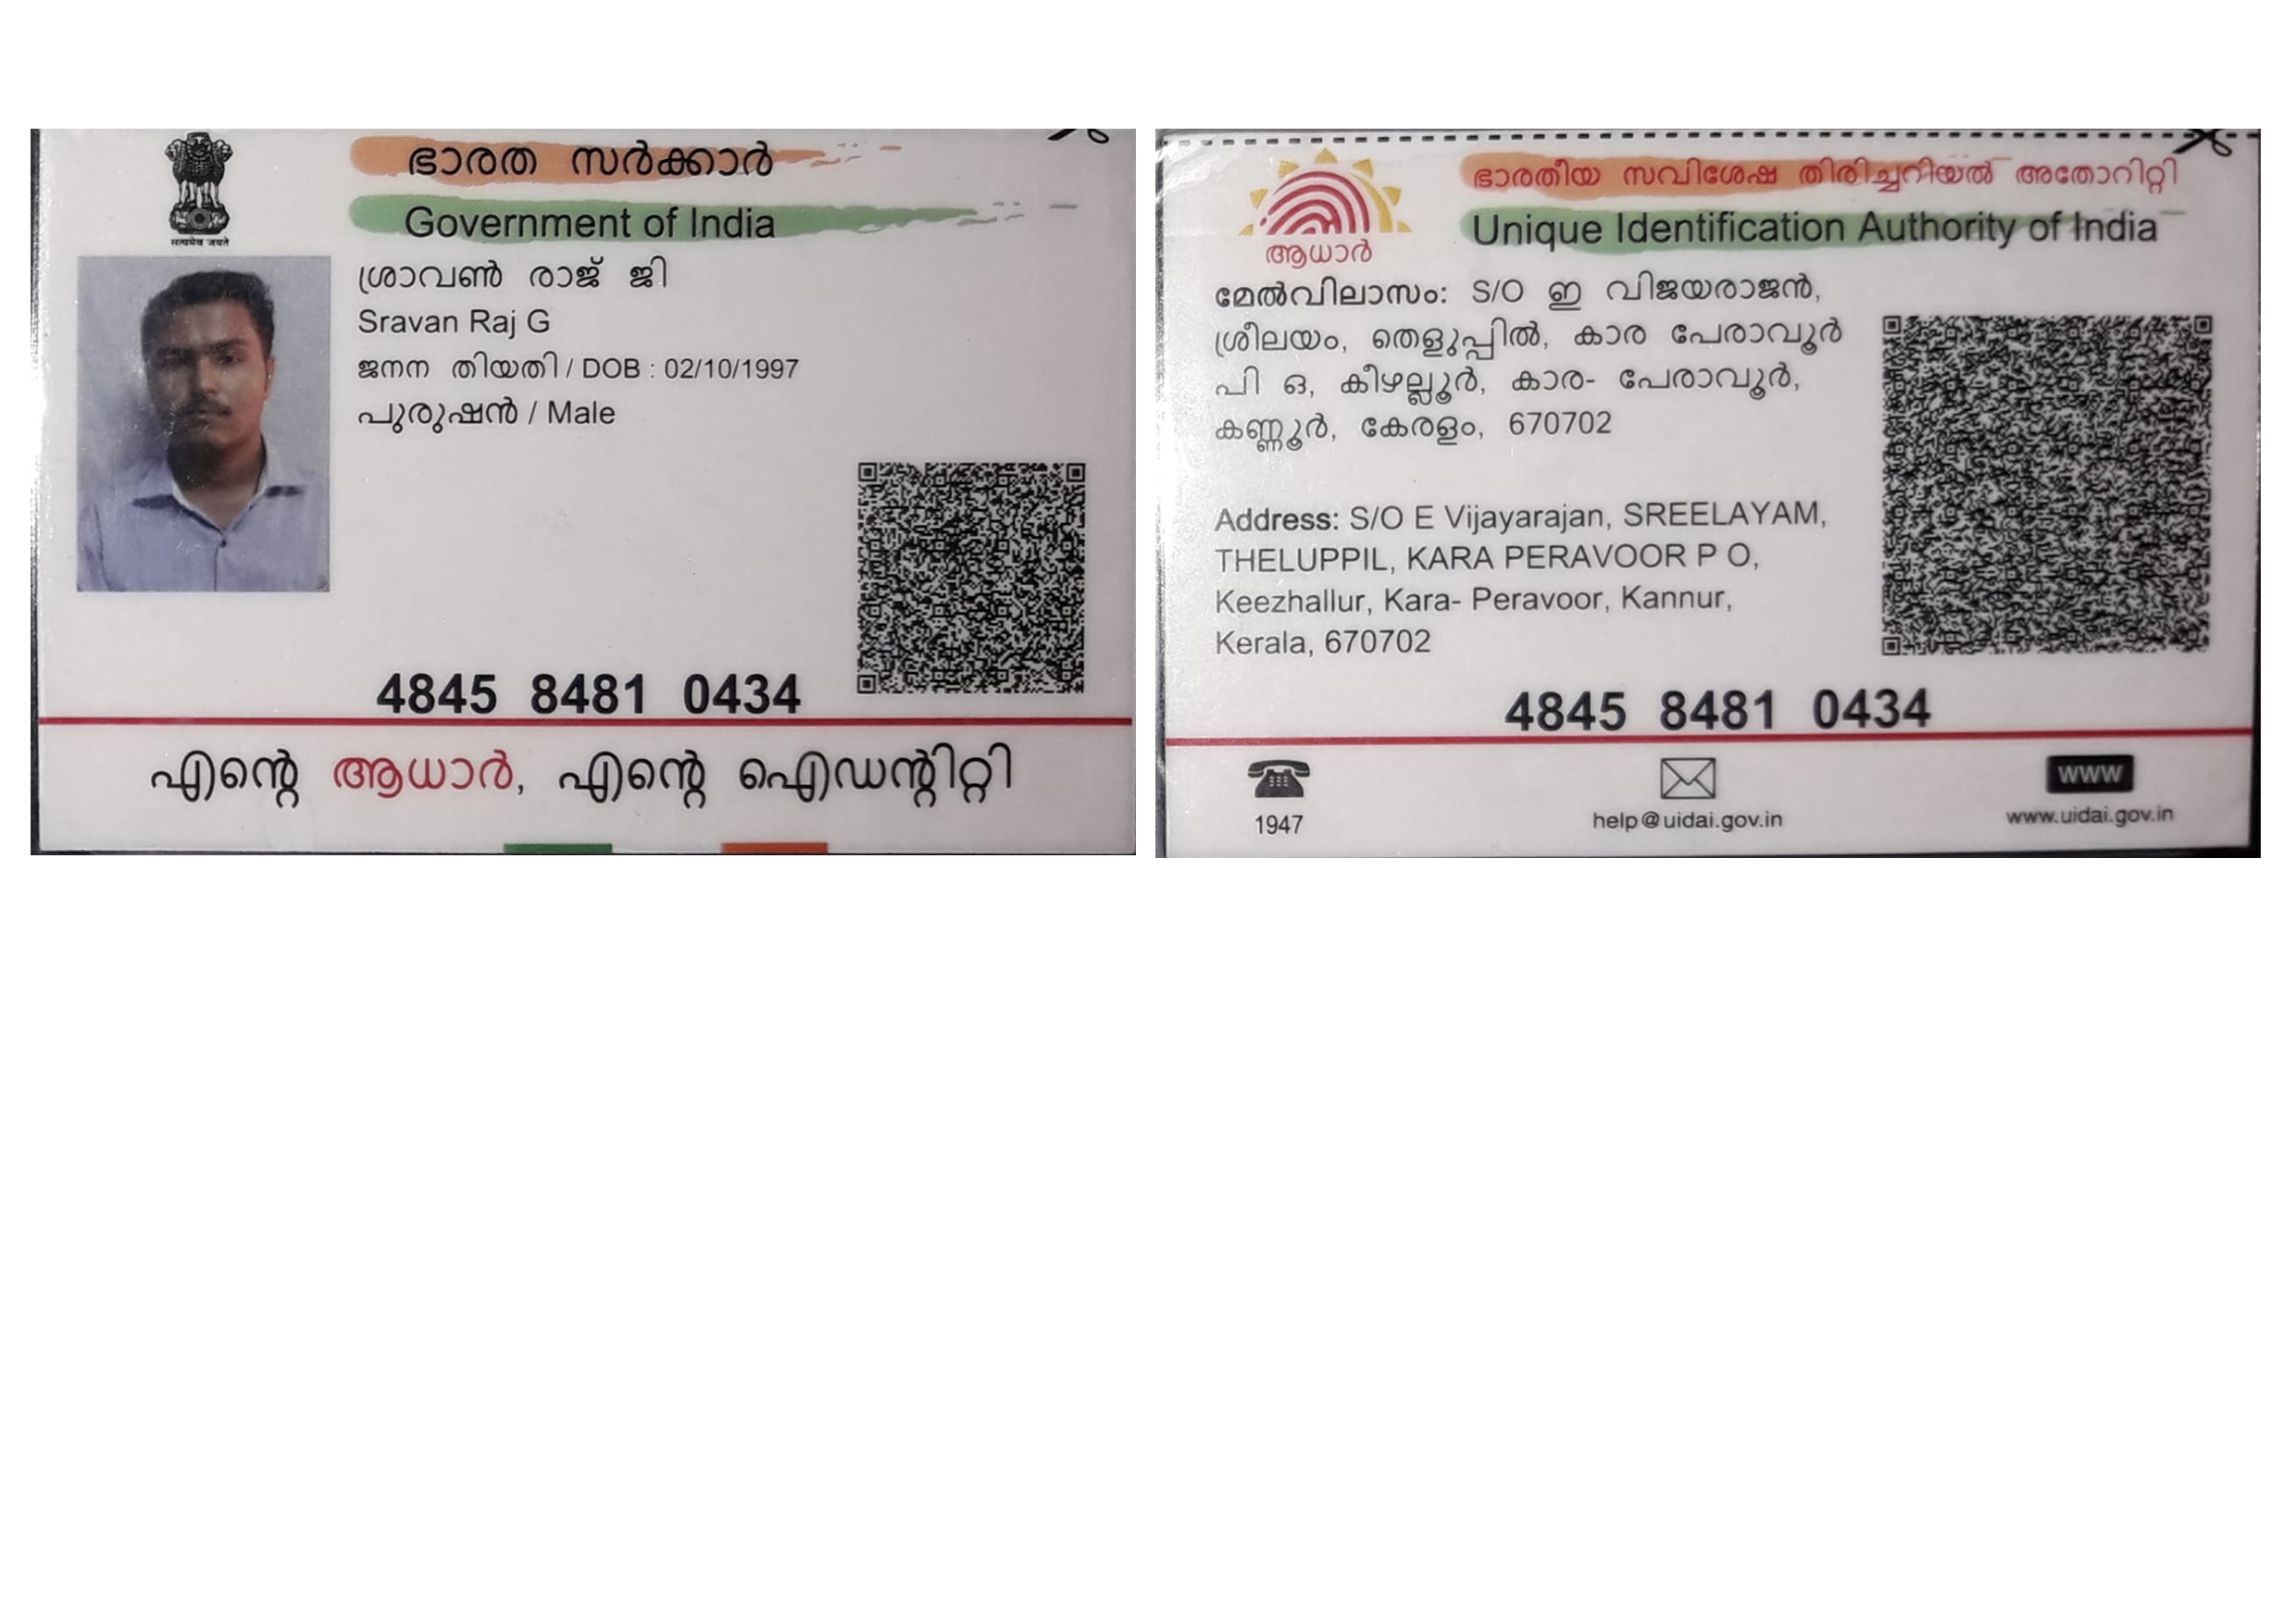 ഭാരത സർക്കാർ
Government of India
सत्यमेव जयते
ശ്രാവൺ രാജ് ജി
Sravan Raj G
ജനന തിയതി / DOB : 02/10/1997
പുരുഷൻ / Male
4845 8481 0434
എന്റെ ആധാർ, എന്റെ ഐഡന്റിറ്റി
ഭാരതീയ സവിശേഷ തിരിച്ചറിയൽ അതോറിറ്റി
Unique Identification Authority of India
ആധാർ
മേൽവിലാസം: S/O ഇ വിജയരാജൻ,
ശ്രീലയം, തെളുപ്പിൽ, കാര പേരാവൂർ
പി ഒ, കീഴല്ലൂർ, കാര- പേരാവൂർ,
കണ്ണൂർ, കേരളം, 670702
Address: S/O E Vijayarajan, SREELAYAM,
THELUPPIL, KARA PERAVOOR P O,
Keezhallur, Kara- Peravoor, Kannur,
Kerala, 670702
4845 8481 0434
1947
help@uidai.gov.in
www
www.uidai.gov.in